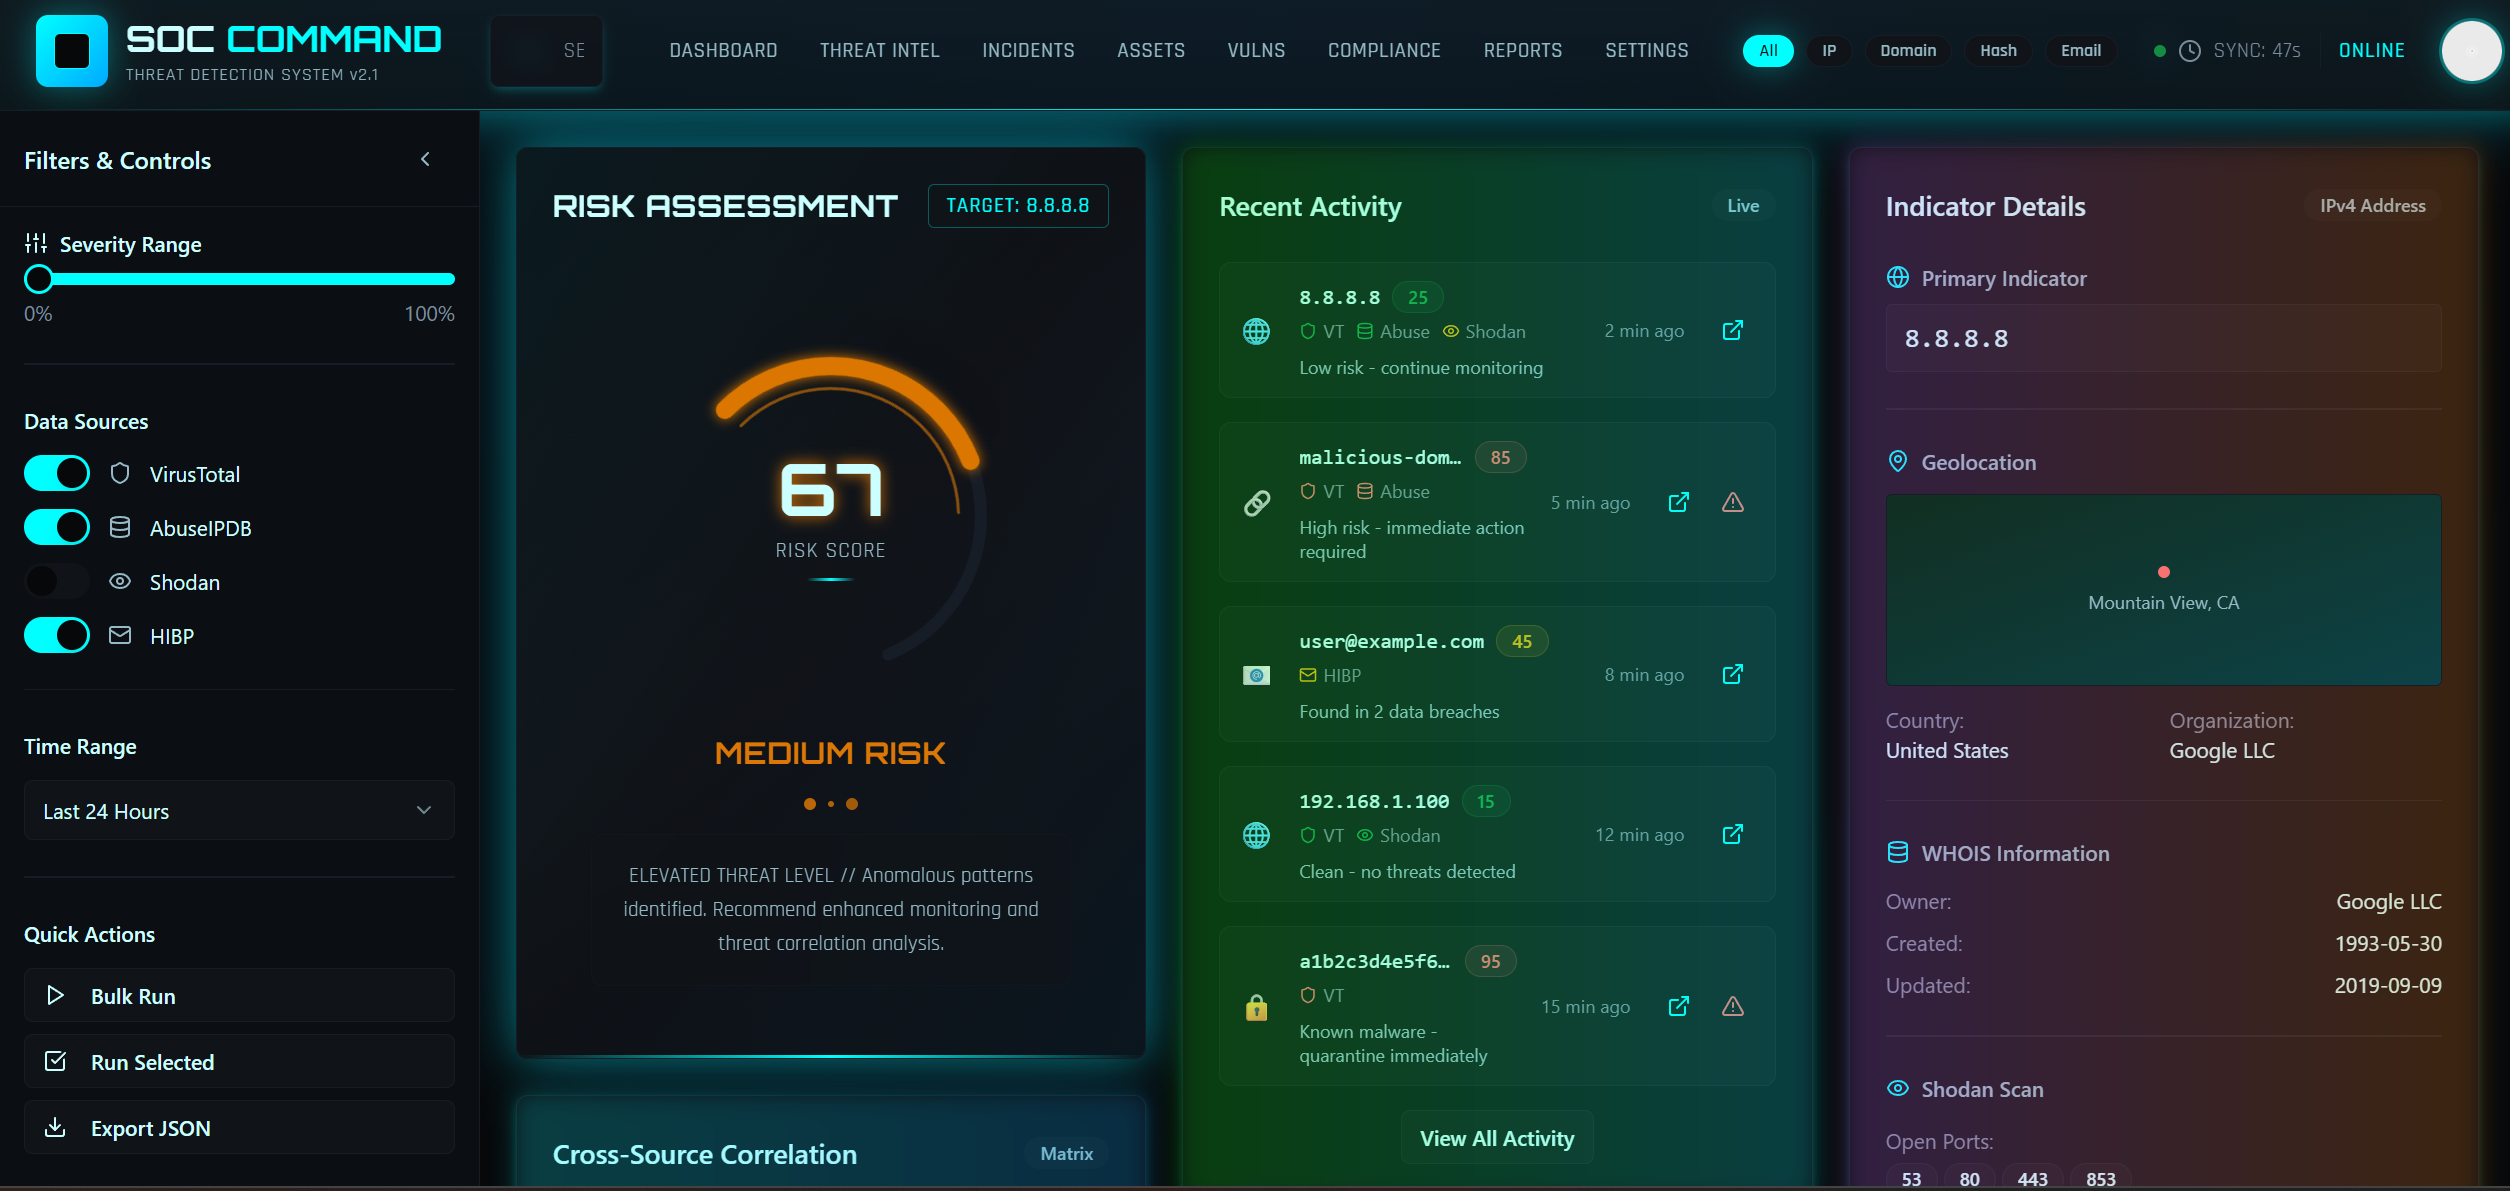 SOC COMMAND
THREAT DETECTION SYSTEM v2.1
SE
DASHBOARD
THREAT INTEL
INCIDENTS
ASSETS
VULNS
COMPLIANCE
REPORTS
SETTINGS
All
IP
Domain
Hash
Email
SYNC: 47s
ONLINE
Filters & Controls
Severity Range
0%
100%
Data Sources
VirusTotal
AbuseIPDB
Shodan
HIBP
Time Range
Last 24 Hours
Quick Actions
Bulk Run
Run Selected
Export JSON
RISK ASSESSMENT
TARGET: 8.8.8.8
67
RISK SCORE
MEDIUM RISK
ELEVATED THREAT LEVEL // Anomalous patterns
identified. Recommend enhanced monitoring and
threat correlation analysis.
Cross-Source Correlation
Matrix
Recent Activity
Live
8.8.8.8 25
VT Abuse Shodan
2 min ago
Low risk - continue monitoring
malicious-dom… 85
VT Abuse
5 min ago
High risk - immediate action
required
user@example.com 45
HIBP
8 min ago
Found in 2 data breaches
192.168.1.100 15
VT Shodan
12 min ago
Clean - no threats detected
a1b2c3d4e5f6… 95
VT
15 min ago
Known malware -
quarantine immediately
View All Activity
Indicator Details
IPv4 Address
Primary Indicator
8.8.8.8
Geolocation
Mountain View, CA
Country:
United States
Organization:
Google LLC
WHOIS Information
Owner:
Google LLC
Created:
1993-05-30
Updated:
2019-09-09
Shodan Scan
Open Ports:
53
80
443
853